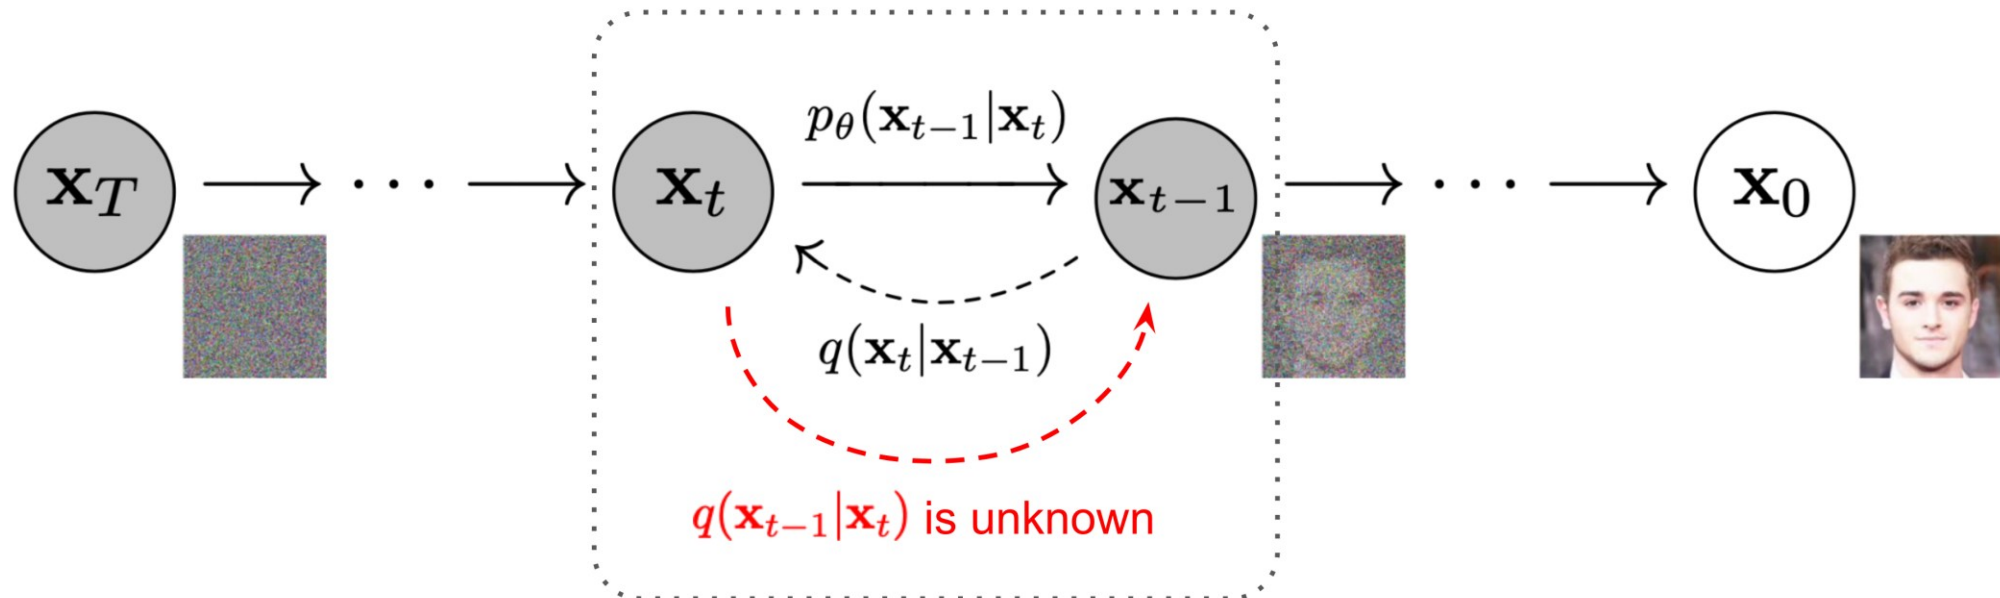 p_θ(x_{t−1}|x_t)
x_T → ··· → x_t → x_{t−1} → ··· → x_0
q(x_t|x_{t−1})
q(x_{t−1}|x_t) is unknown